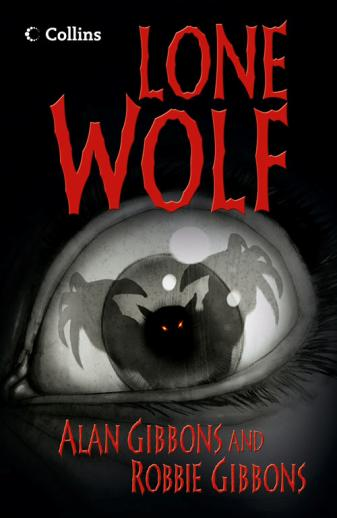 Collins
LONE
WOLF
ALAN GIBBONS AND
ROBBIE GIBBONS